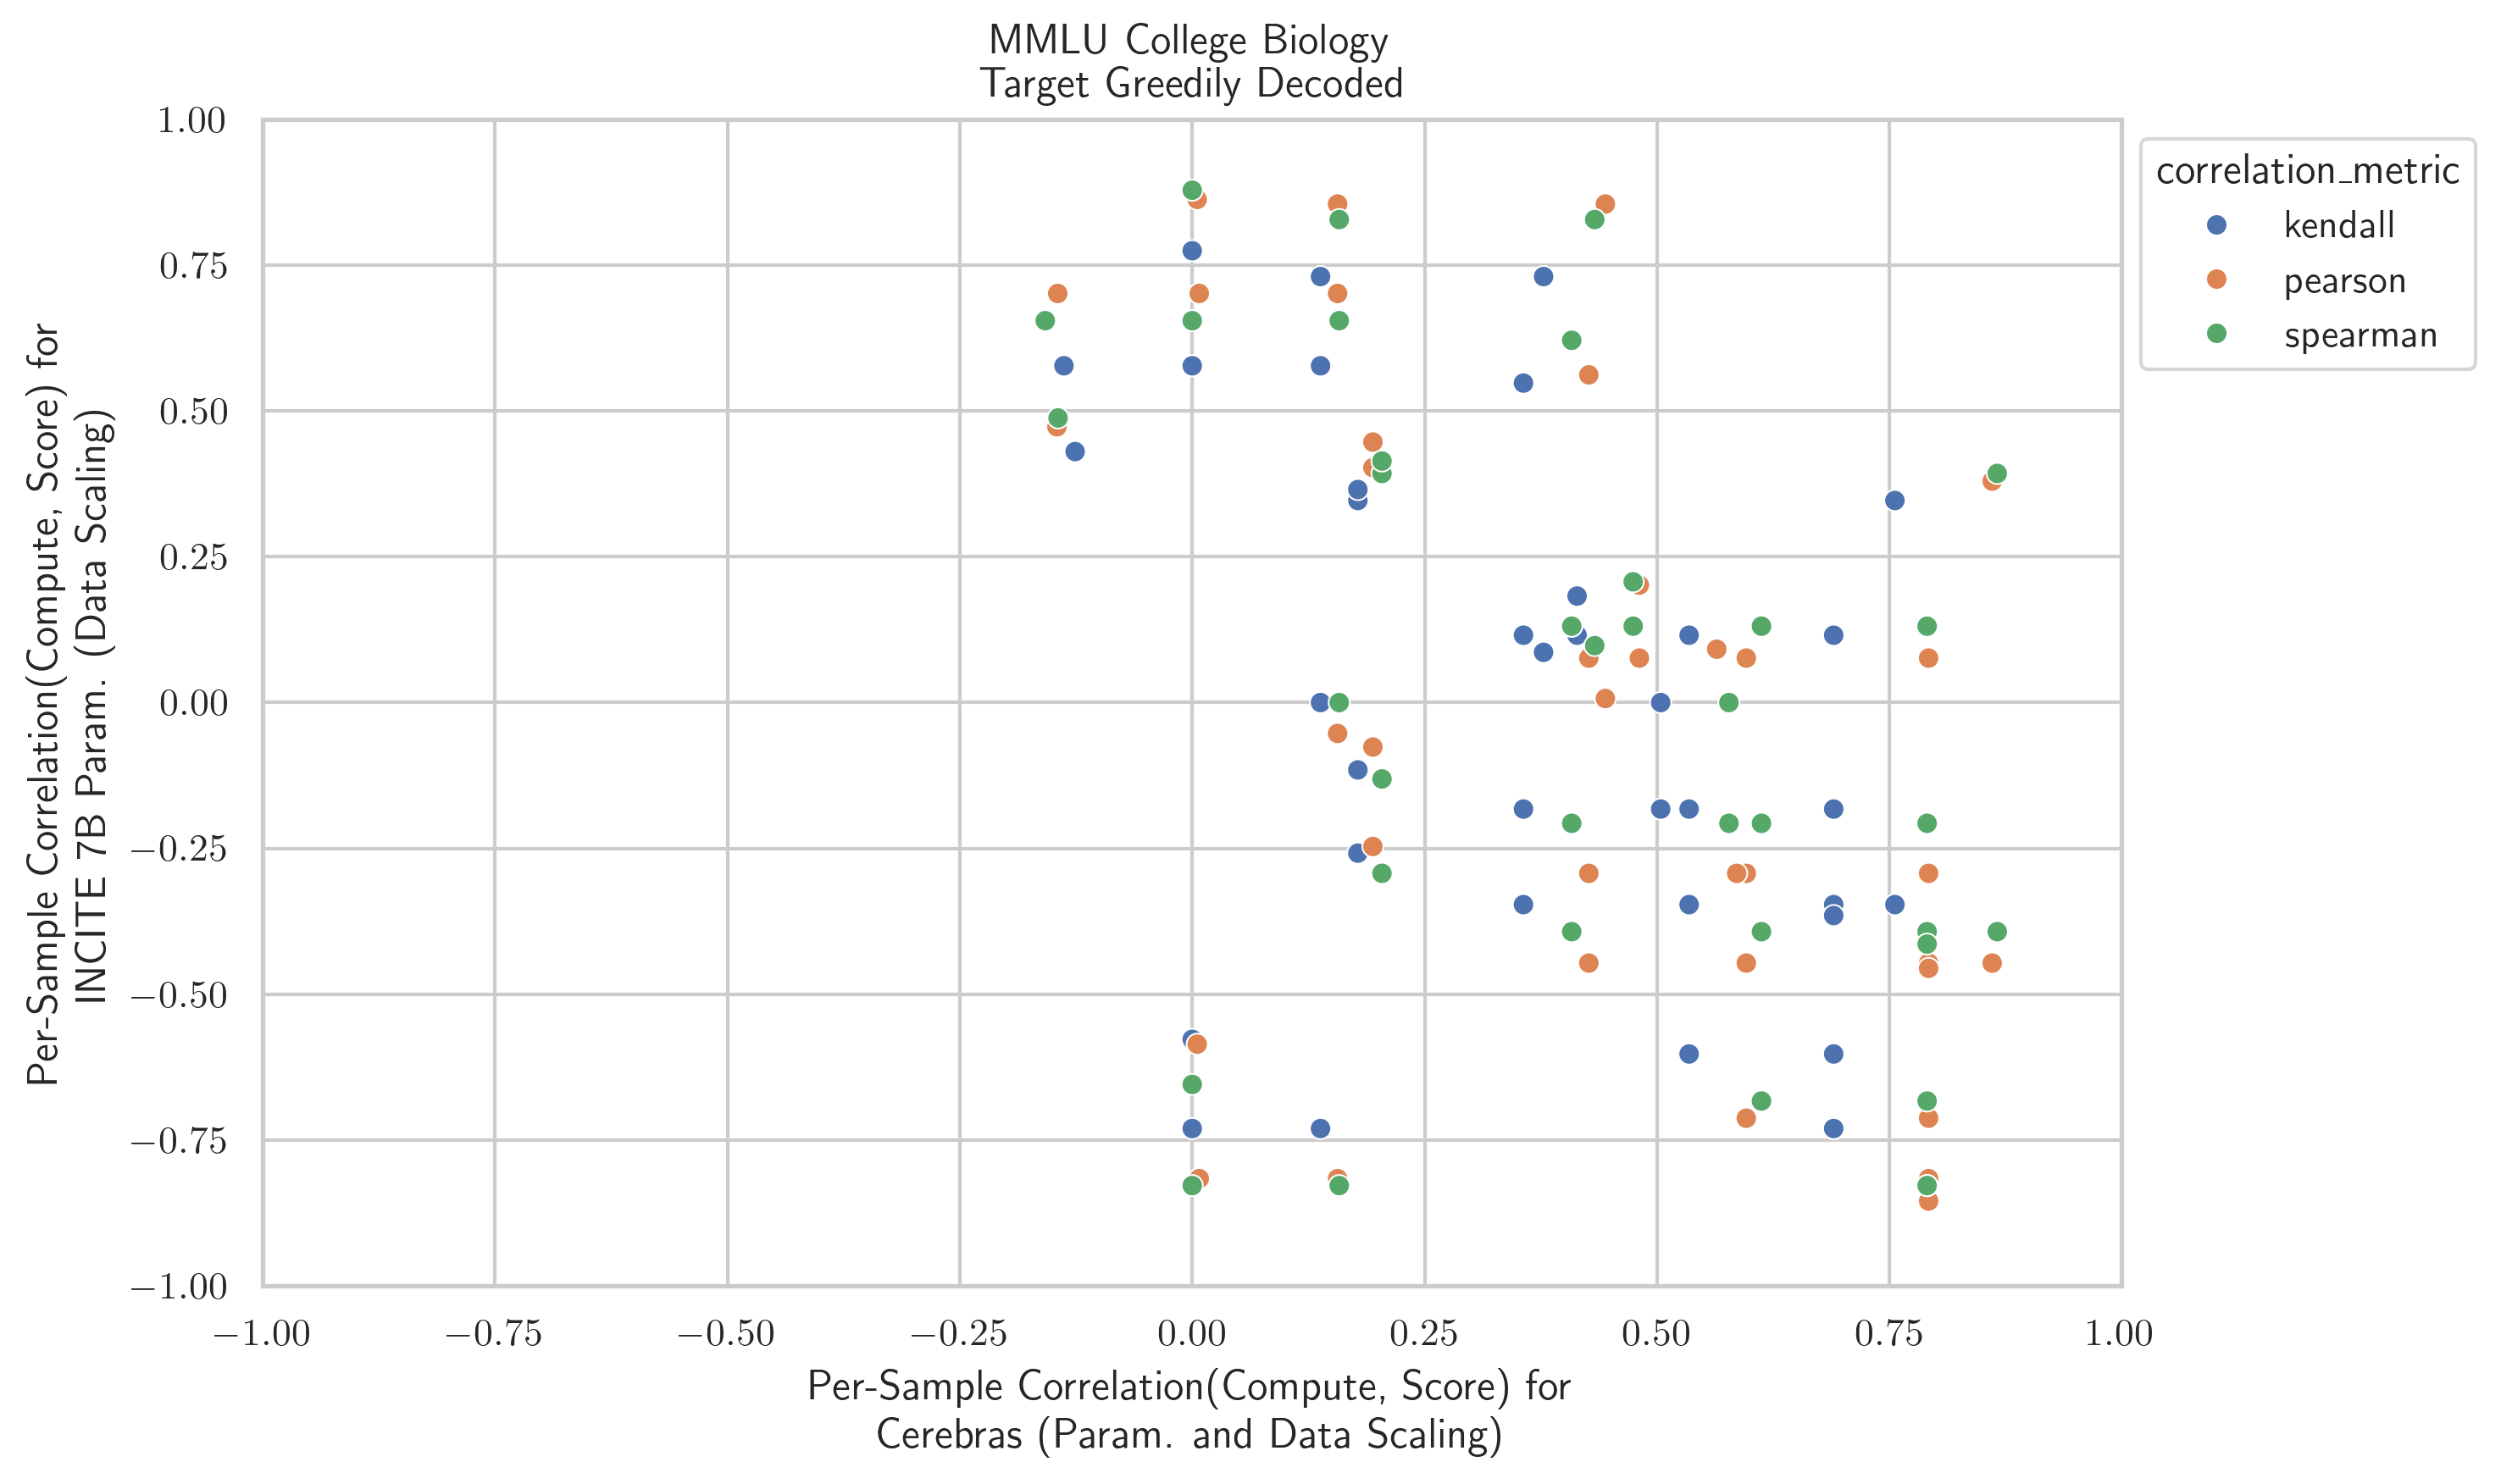 MMLU College Biology
Target Greedily Decoded
Per-Sample Correlation(Compute, Score) for
INCITE 7B Param. (Data Scaling)
1.00
0.75
0.50
0.25
0.00
−0.25
−0.50
−0.75
−1.00
−1.00 −0.75 −0.50 −0.25 0.00 0.25 0.50 0.75 1.00
Per-Sample Correlation(Compute, Score) for
Cerebras (Param. and Data Scaling)
correlation_metric
kendall
pearson
spearman